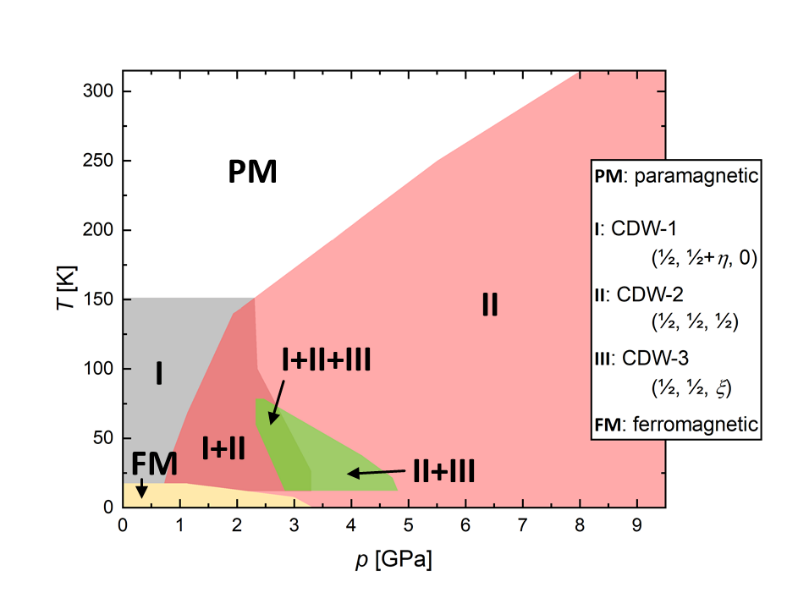 300
250
200
150
100
50
0
T [K]
0 1 2 3 4 5 6 7 8 9
p [GPa]
PM
I
II
I+II+III
I+II
II+III
FM
PM: paramagnetic
I: CDW-1
(½, ½+η, 0)
II: CDW-2
(½, ½, ½)
III: CDW-3
(½, ½, ξ)
FM: ferromagnetic